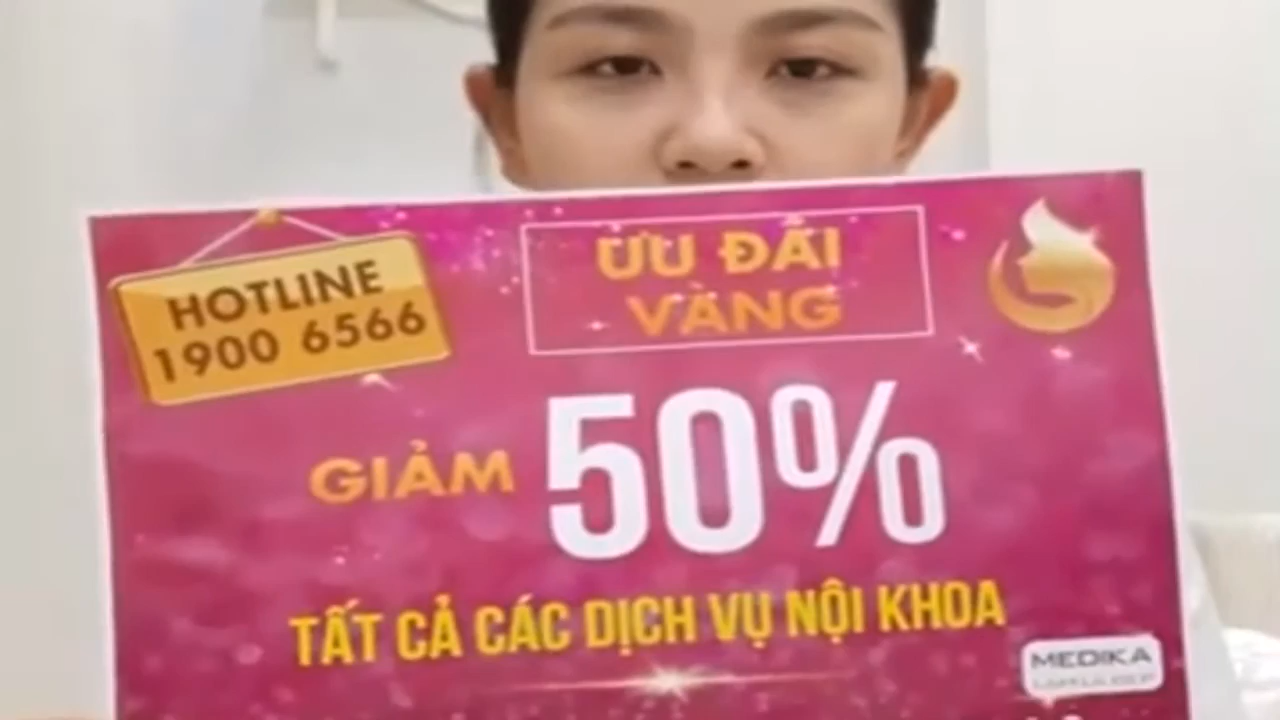 HOTLINE
1900 6566
ƯU ĐÃI
VÀNG
GIẢM 50%
TẤT CẢ CÁC DỊCH VỤ NỘI KHOA
MEDIKA